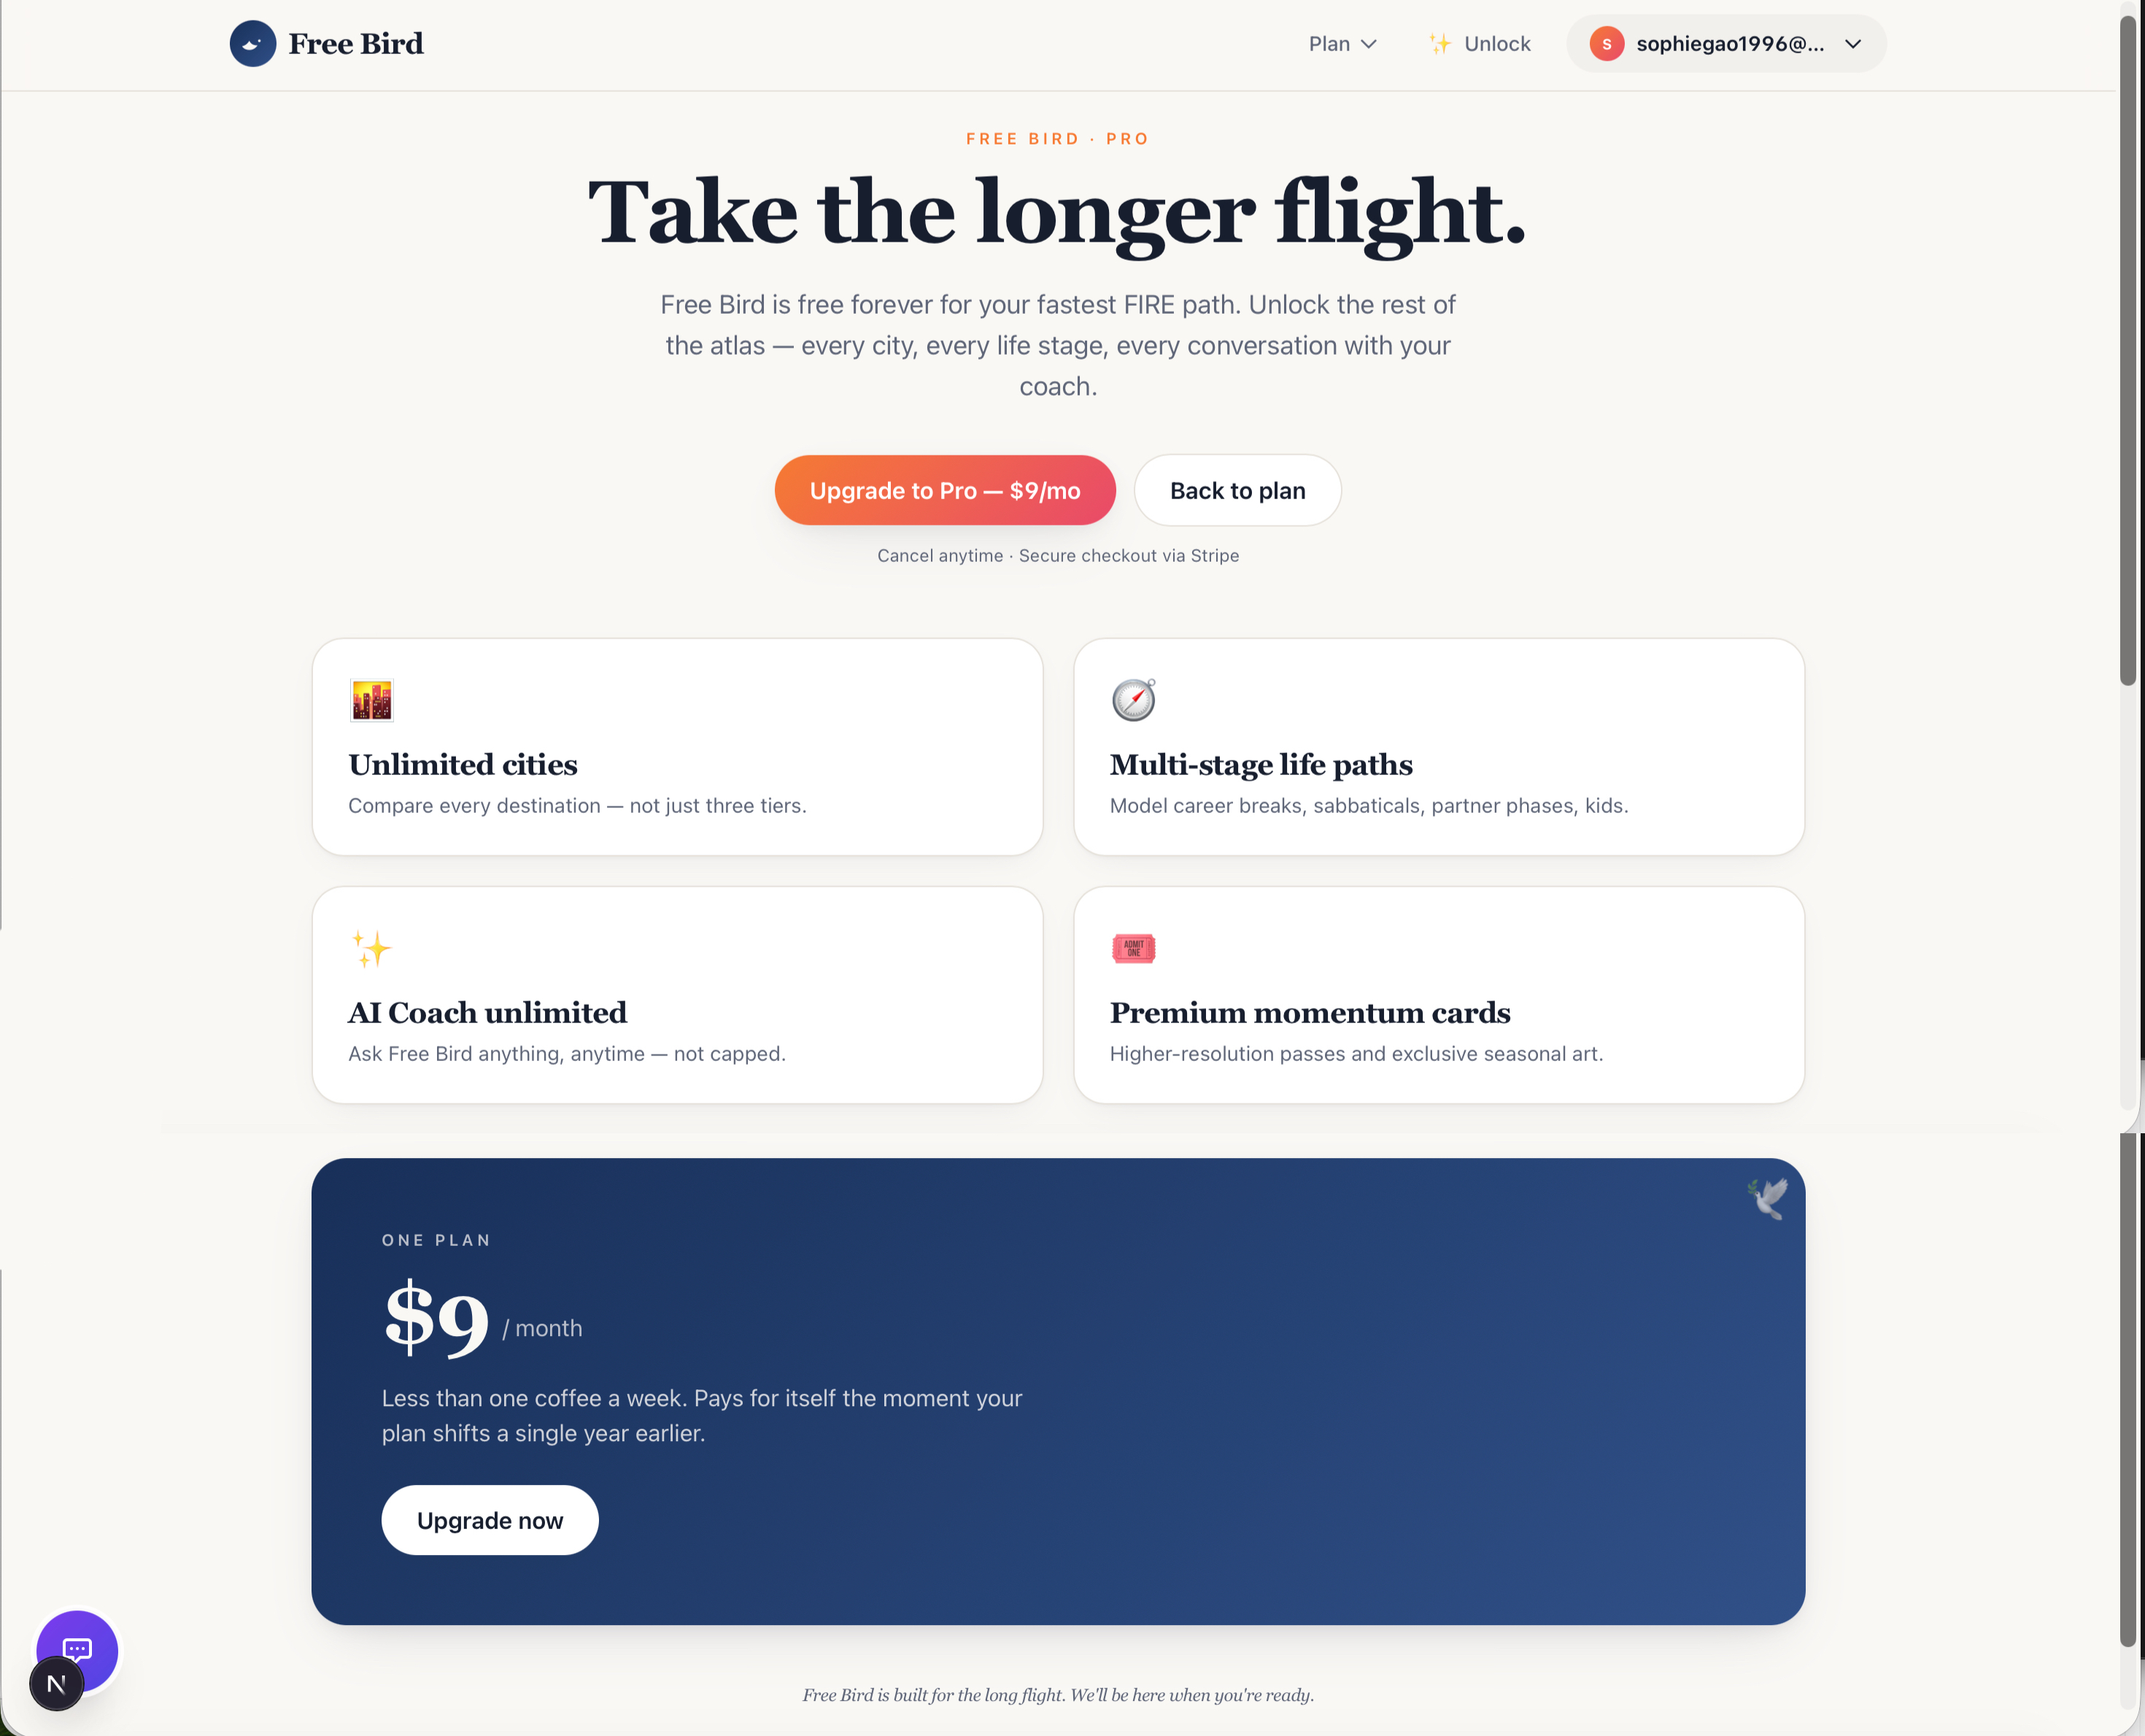 Free Bird
Plan
Unlock
S
sophiegao1996@...
FREE BIRD · PRO
Take the longer flight.
Free Bird is free forever for your fastest FIRE path. Unlock the rest of
the atlas — every city, every life stage, every conversation with your
coach.
Upgrade to Pro — $9/mo
Back to plan
Cancel anytime · Secure checkout via Stripe
Unlimited cities
Compare every destination — not just three tiers.
Multi-stage life paths
Model career breaks, sabbaticals, partner phases, kids.
AI Coach unlimited
Ask Free Bird anything, anytime — not capped.
ADMIT
ONE
Premium momentum cards
Higher-resolution passes and exclusive seasonal art.
ONE PLAN
$9 / month
Less than one coffee a week. Pays for itself the moment your
plan shifts a single year earlier.
Upgrade now
N
Free Bird is built for the long flight. We'll be here when you're ready.